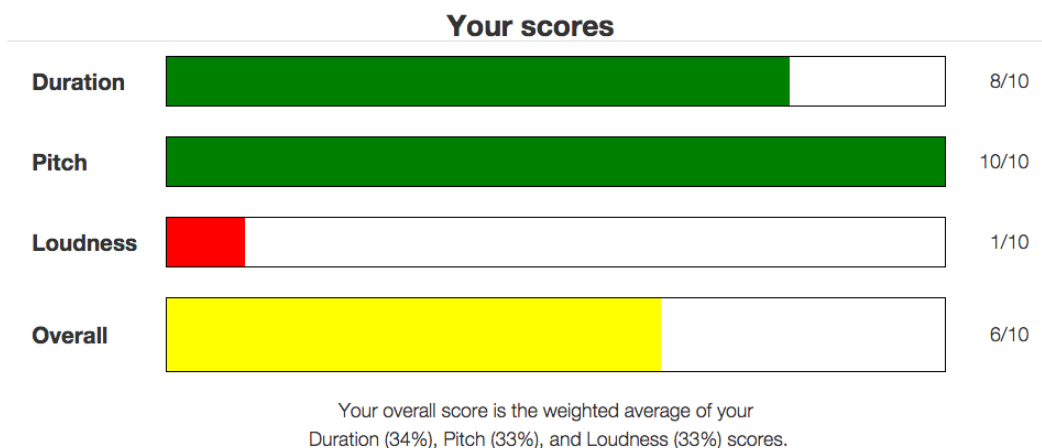 Your scores
Duration 8/10
Pitch 10/10
Loudness 1/10
Overall 6/10
Your overall score is the weighted average of your
Duration (34%), Pitch (33%), and Loudness (33%) scores.